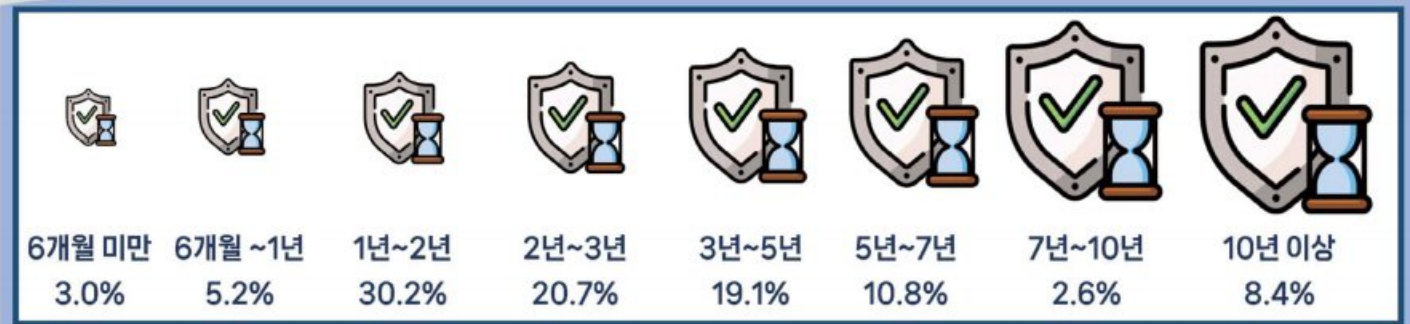 6개월 미만 6개월 ~1년 1년~2년 2년~3년 3년~5년 5년~7년 7년~10년 10년 이상
3.0% 5.2% 30.2% 20.7% 19.1% 10.8% 2.6% 8.4%